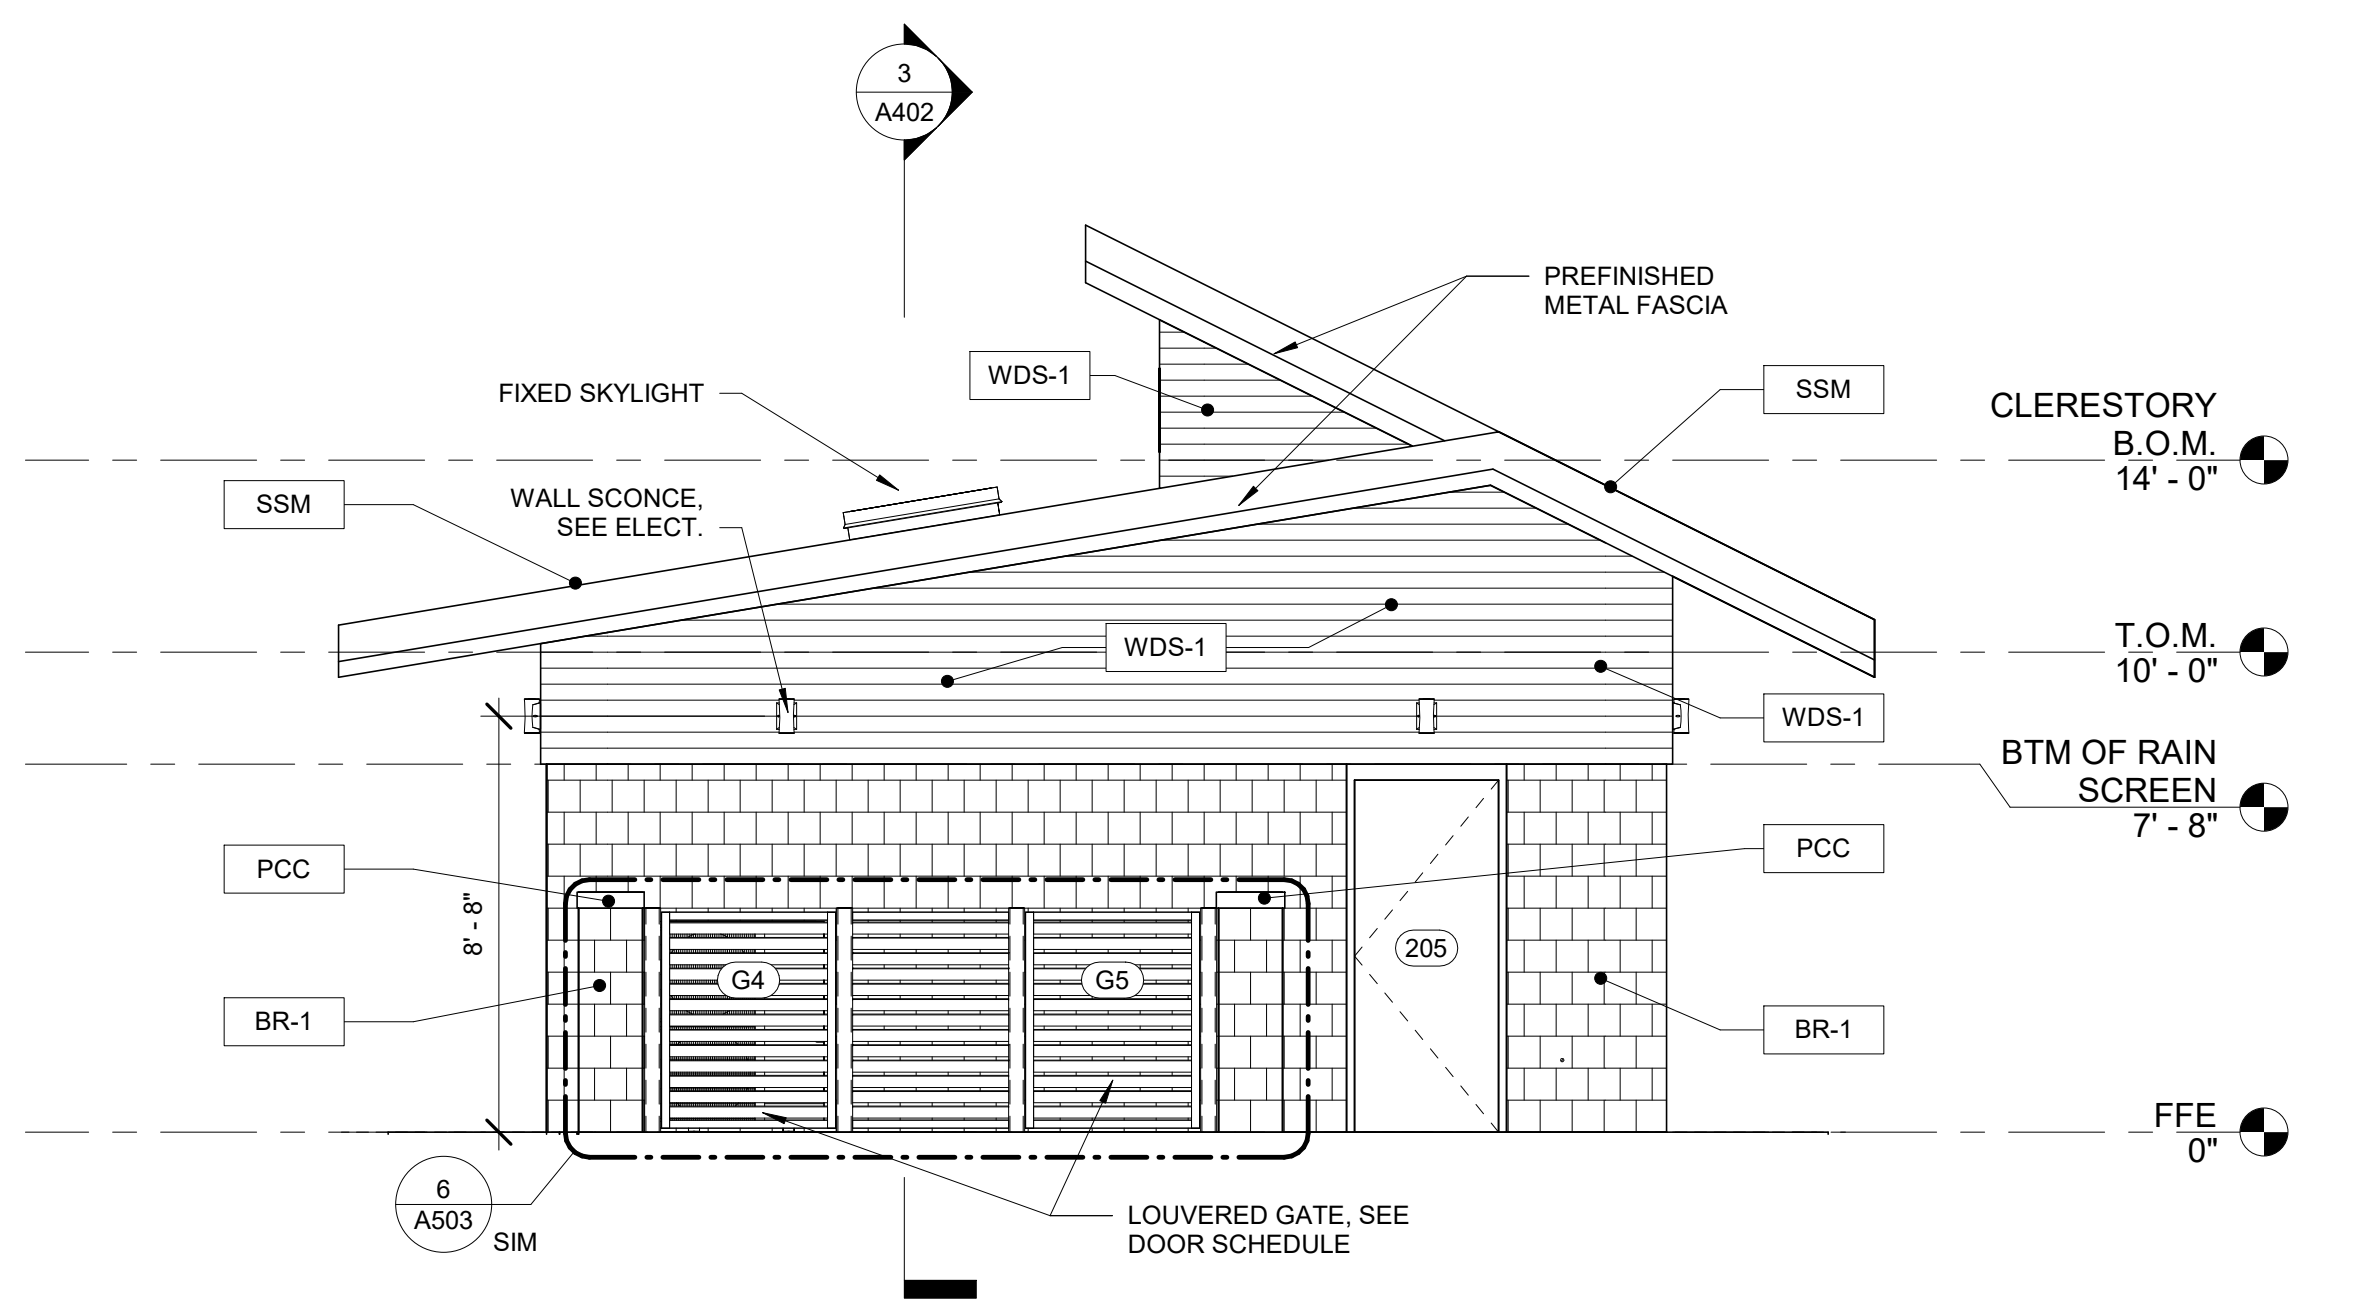 3
A402
PREFINISHED
METAL FASCIA
WDS-1
SSM
FIXED SKYLIGHT
CLERESTORY
B.O.M.
14' - 0"
SSM
WALL SCONCE,
SEE ELECT.
WDS-1
T.O.M.
10' - 0"
WDS-1
BTM OF RAIN
SCREEN
7' - 8"
PCC
PCC
8' - 8"
205
G4
G5
BR-1
BR-1
FFE
0"
6
A503
SIM
LOUVERED GATE, SEE
DOOR SCHEDULE